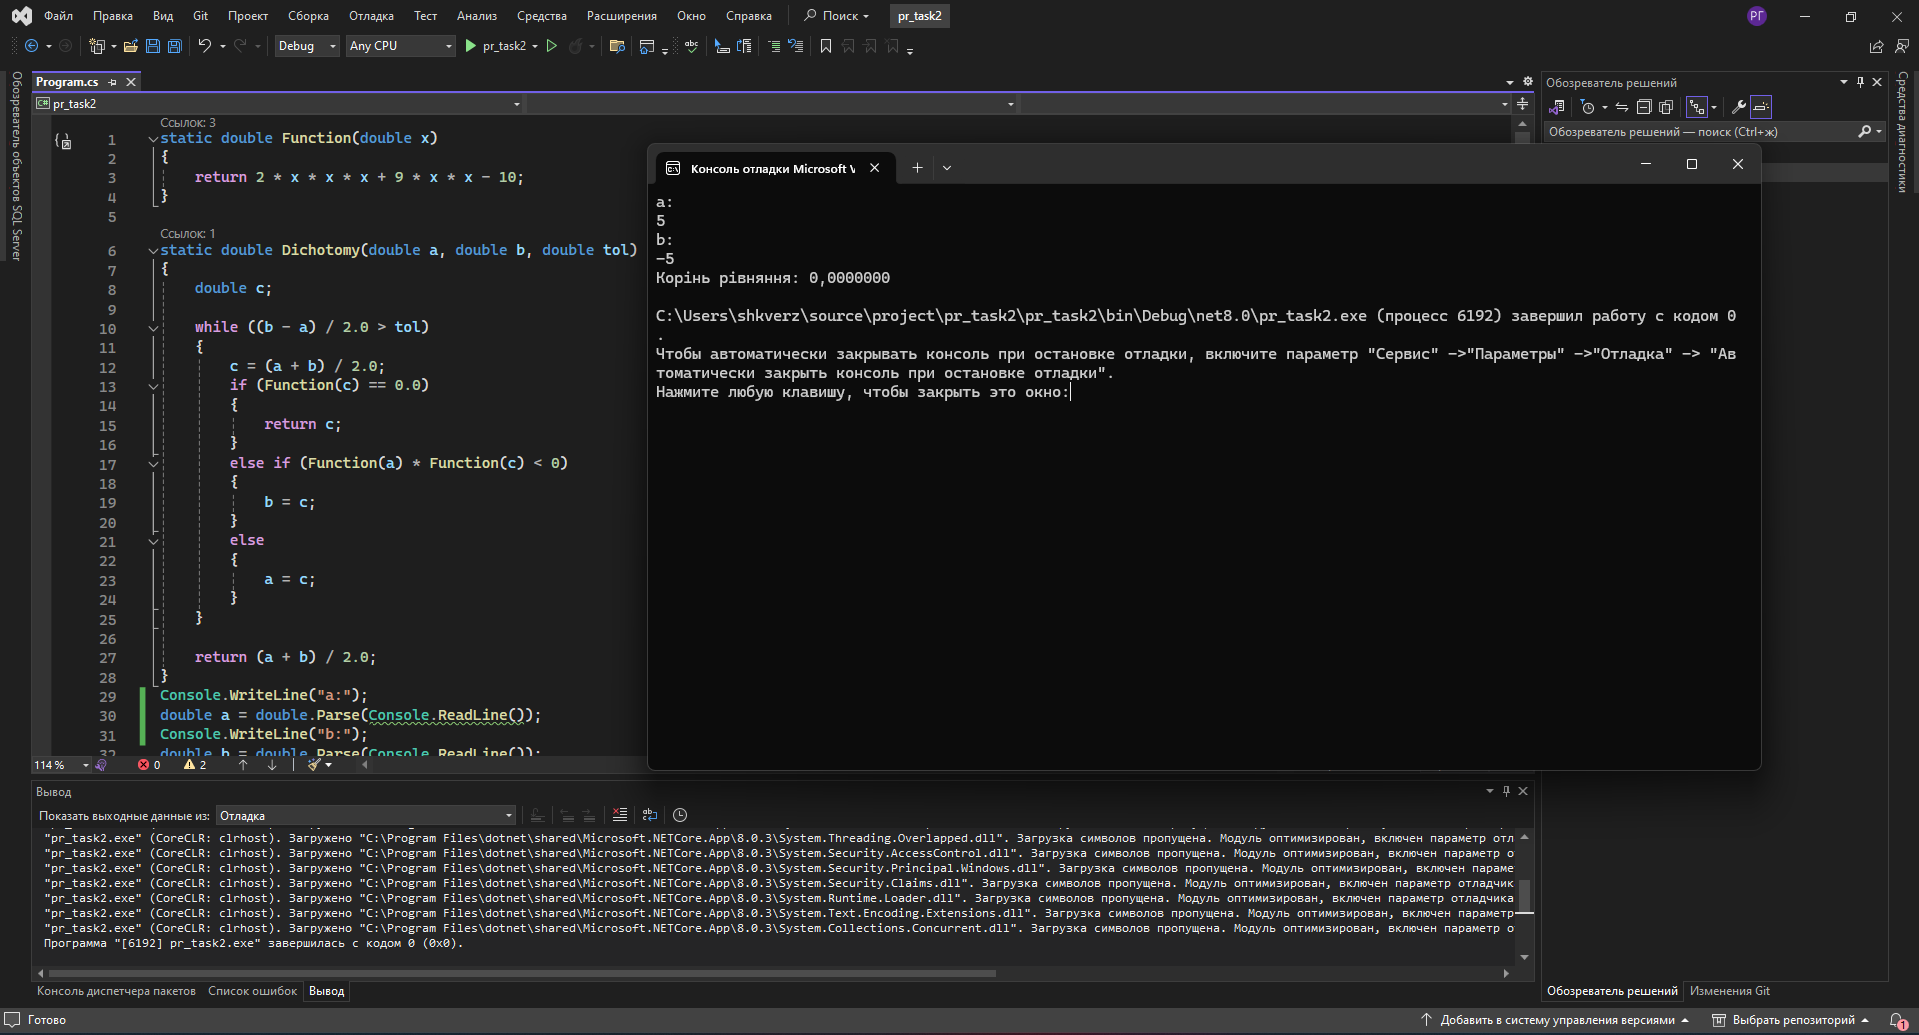 Файл Правка Вид Git Проект Сборка Отладка Тест Анализ Средства Расширения Окно Справка Поиск pr_task2 РГ
Debug Any CPU pr_task2
Обозреватель объектов SQL Server
Program.cs
pr_task2
Ссылок: 3
1 static double Function(double x)
2 {
3 return 2 * x * x * x + 9 * x * x - 10;
4 }
5
Ссылок: 1
6 static double Dichotomy(double a, double b, double tol)
7 {
8 double c;
9
10 while ((b - a) / 2.0 > tol)
11 {
12 c = (a + b) / 2.0;
13 if (Function(c) == 0.0)
14 {
15 return c;
16 }
17 else if (Function(a) * Function(c) < 0)
18 {
19 b = c;
20 }
21 else
22 {
23 a = c;
24 }
25 }
26
27 return (a + b) / 2.0;
28 }
29 Console.WriteLine("a:");
30 double a = double.Parse(Console.ReadLine());
31 Console.WriteLine("b:");
32 double b = double.Parse(Console.ReadLine());
114 % 0 2
Консоль отладки Microsoft V
a:
5
b:
-5
Корінь рівняння: 0,0000000
C:\Users\shkverz\source\project\pr_task2\pr_task2\bin\Debug\net8.0\pr_task2.exe (процесс 6192) завершил работу с кодом 0
.
Чтобы автоматически закрывать консоль при остановке отладки, включите параметр "Сервис" ->"Параметры" ->"Отладка" -> "Ав
томатически закрыть консоль при остановке отладки".
Нажмите любую клавишу, чтобы закрыть это окно:
Обозреватель решений
Обозреватель решений — поиск (Ctrl+ж)
Средства диагностики
Вывод
Показать выходные данные из: Отладка
"pr_task2.exe" (CoreCLR: clrhost). Загружено "C:\Program Files\dotnet\shared\Microsoft.NETCore.App\8.0.3\System.Threading.Overlapped.dll". Загрузка символов пропущена. Модуль оптимизирован, включен параметр отл
"pr_task2.exe" (CoreCLR: clrhost). Загружено "C:\Program Files\dotnet\shared\Microsoft.NETCore.App\8.0.3\System.Security.AccessControl.dll". Загрузка символов пропущена. Модуль оптимизирован, включен параметр о
"pr_task2.exe" (CoreCLR: clrhost). Загружено "C:\Program Files\dotnet\shared\Microsoft.NETCore.App\8.0.3\System.Security.Principal.Windows.dll". Загрузка символов пропущена. Модуль оптимизирован, включен параме
"pr_task2.exe" (CoreCLR: clrhost). Загружено "C:\Program Files\dotnet\shared\Microsoft.NETCore.App\8.0.3\System.Security.Claims.dll". Загрузка символов пропущена. Модуль оптимизирован, включен параметр отладчик
"pr_task2.exe" (CoreCLR: clrhost). Загружено "C:\Program Files\dotnet\shared\Microsoft.NETCore.App\8.0.3\System.Runtime.Loader.dll". Загрузка символов пропущена. Модуль оптимизирован, включен параметр отладчика
"pr_task2.exe" (CoreCLR: clrhost). Загружено "C:\Program Files\dotnet\shared\Microsoft.NETCore.App\8.0.3\System.Text.Encoding.Extensions.dll". Загрузка символов пропущена. Модуль оптимизирован, включен параметр
"pr_task2.exe" (CoreCLR: clrhost). Загружено "C:\Program Files\dotnet\shared\Microsoft.NETCore.App\8.0.3\System.Collections.Concurrent.dll". Загрузка символов пропущена. Модуль оптимизирован, включен параметр о
Программа "[6192] pr_task2.exe" завершилась с кодом 0 (0x0).
Консоль диспетчера пакетов Список ошибок Вывод
Обозреватель решений Изменения Git
Готово Добавить в систему управления версиями Выбрать репозиторий 1